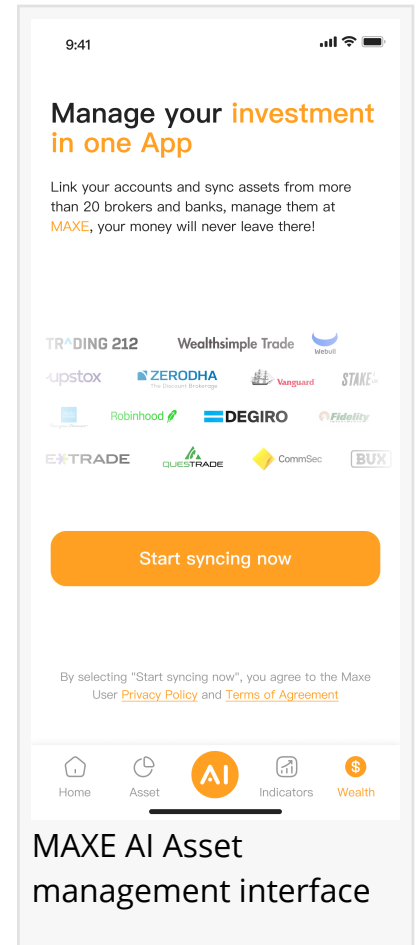 9:41
Manage your investment
in one App
Link your accounts and sync assets from more
than 20 brokers and banks, manage them at
MAXE, your money will never leave there!
TRADING 212 Wealthsimple Trade Webull
upstox ZERODHA The Discount Brokerage Vanguard STAKE
Robinhood DEGIRO Fidelity
E*TRADE QUESTRADE CommSec BUX
Start syncing now
By selecting "Start syncing now", you agree to the Maxe
User Privacy Policy and Terms of Agreement
AI
Home Asset Indicators Wealth
MAXE AI Asset
management interface